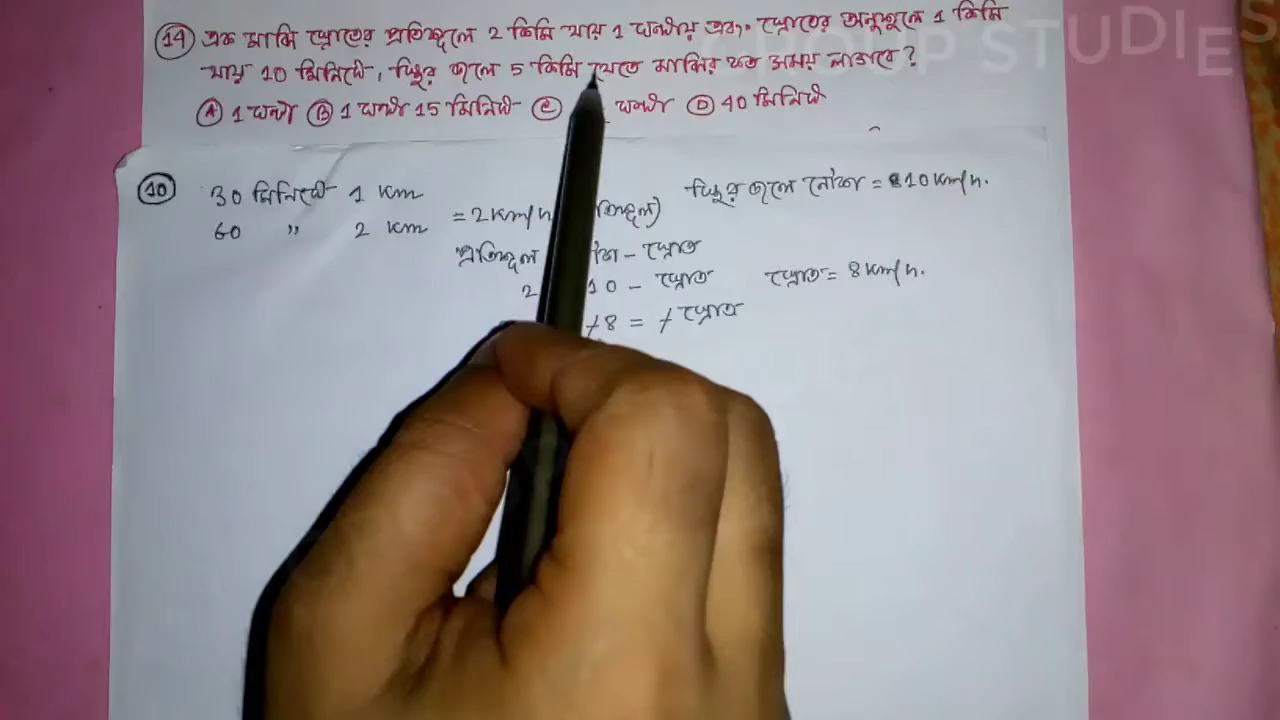 GROUP STUDIES
(14) এক মাঝি স্রোতের প্রতিকূলে 2 কিমি যায় 1 ঘন্টায় এবং স্রোতের অনুকূলে 1 কিমি
যায় 10 মিনিটে, স্থির জলে 5 কিমি যেতে মাঝির কত সময় লাগবে ?
(A) 1 ঘন্টা (B) 1 ঘন্টা 15 মিনিট (C) ঘন্টা (D) 40 মিনিট
(10) 30 মিনিটে 1 km
60 " 2 km = 2 km/h
স্থির জলে নৌকা = 10 km/h.
প্রতিকূল - স্রোত
2 10 - স্রোত
স্রোত = 8 km/h.
+8 = + স্রোত